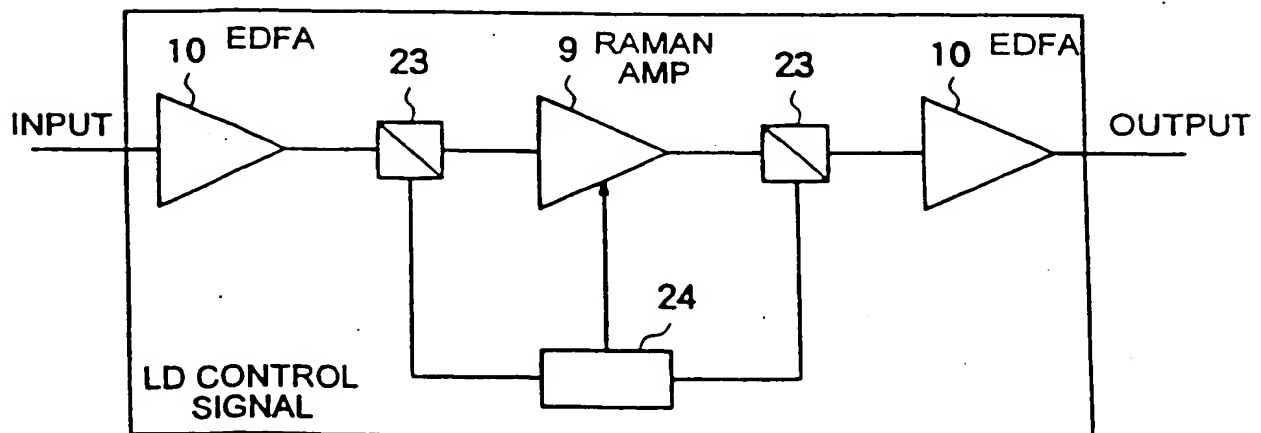 10 EDFA
23
9 RAMAN
AMP
23
10 EDFA
INPUT
OUTPUT
24
LD CONTROL
SIGNAL